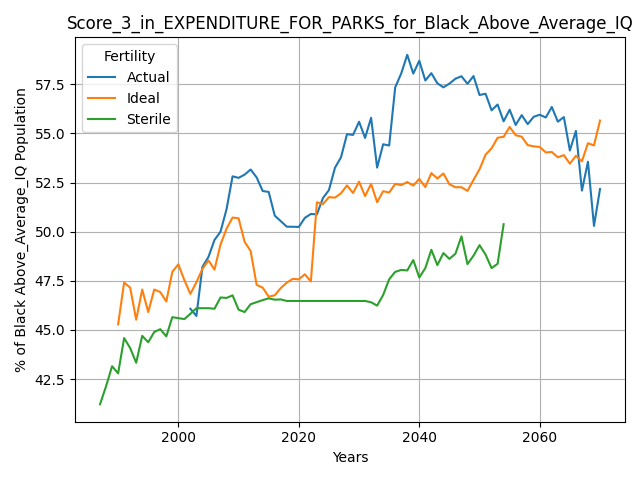 Score_3_in_EXPENDITURE_FOR_PARKS_for_Black_Above_Average_IQ
Fertility
Actual
Ideal
Sterile
% of Black Above_Average_IQ Population
57.5
55.0
52.5
50.0
47.5
45.0
42.5
2000
2020
2040
2060
Years